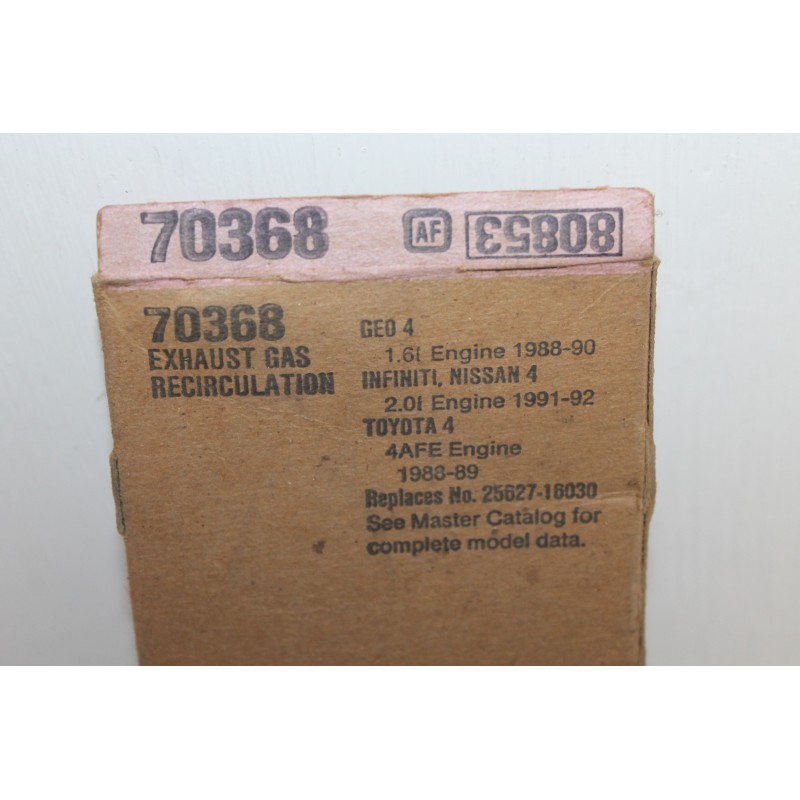 70368 AF 80853
70368
EXHAUST GAS
RECIRCULATION
GEO 4
1.6ℓ Engine 1988-90
INFINITI, NISSAN 4
2.0ℓ Engine 1991-92
TOYOTA 4
4AFE Engine
1988-89
Replaces No. 25627-16030
See Master Catalog for
complete model data.